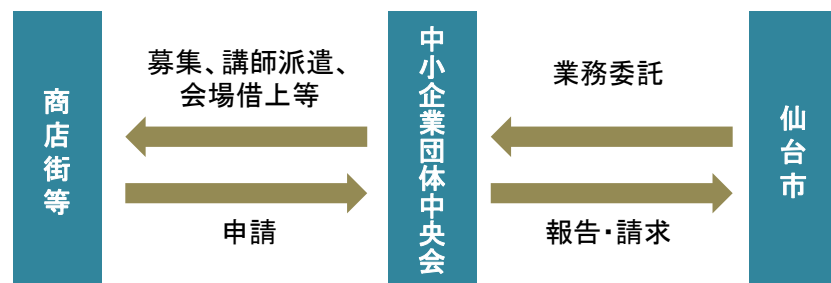 商店街等
募集、講師派遣、
会場借上等
申請
中小企業団体中央会
業務委託
報告・請求
仙台市